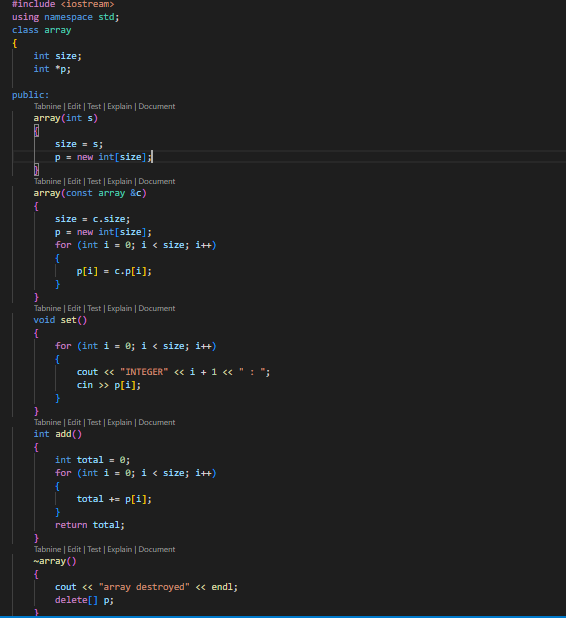 #include <iostream>
using namespace std;
class array
{
    int size;
    int *p;

public:
    Tabnine | Edit | Test | Explain | Document
    array(int s)
    {
        size = s;
        p = new int[size];
    }
    Tabnine | Edit | Test | Explain | Document
    array(const array &c)
    {
        size = c.size;
        p = new int[size];
        for (int i = 0; i < size; i++)
        {
            p[i] = c.p[i];
        }
    }
    Tabnine | Edit | Test | Explain | Document
    void set()
    {
        for (int i = 0; i < size; i++)
        {
            cout << "INTEGER" << i + 1 << " : ";
            cin >> p[i];
        }
    }
    Tabnine | Edit | Test | Explain | Document
    int add()
    {
        int total = 0;
        for (int i = 0; i < size; i++)
        {
            total += p[i];
        }
        return total;
    }
    Tabnine | Edit | Test | Explain | Document
    ~array()
    {
        cout << "array destroyed" << endl;
        delete[] p;
    }